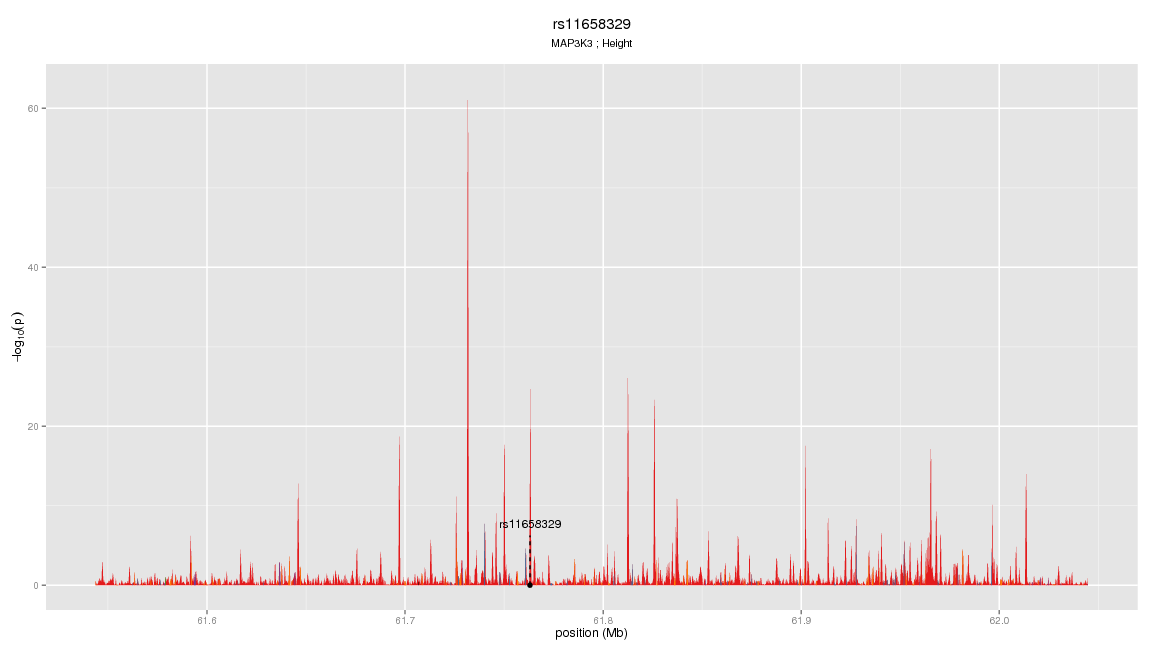 rs11658329
MAP3K3 ; Height
60
40
20
0
−log₁₀(p)
rs11658329
61.6 61.7 61.8 61.9 62.0
position (Mb)